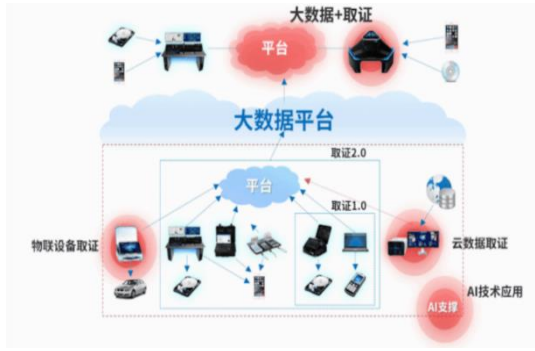 大数据+取证
平台
大数据平台
取证2.0
平台
取证1.0
物联设备取证
云数据取证
AI技术应用
AI支撑